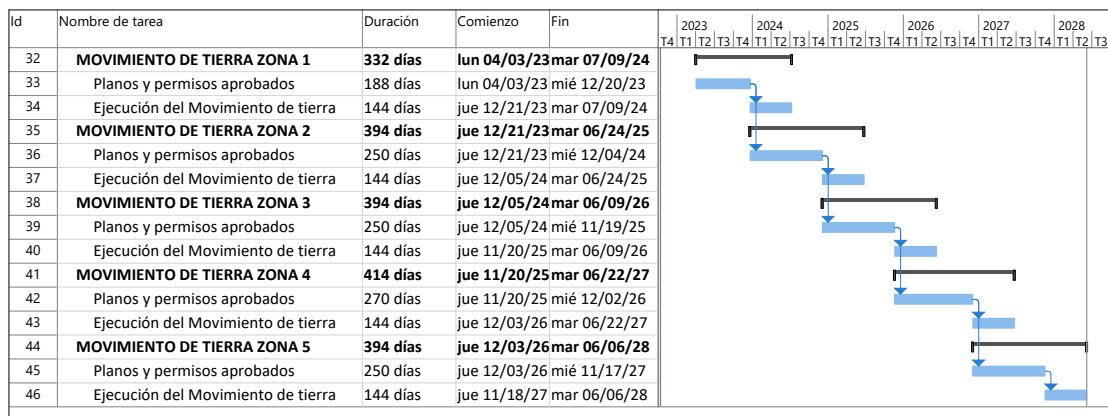 Id Nombre de tarea Duración Comienzo Fin 2023 2024 2025 2026 2027 2028
T4 T1 T2 T3 T4 T1 T2 T3 T4 T1 T2 T3 T4 T1 T2 T3 T4 T1 T2 T3 T4 T1 T2 T3
32 MOVIMIENTO DE TIERRA ZONA 1 332 días lun 04/03/23 mar 07/09/24
33 Planos y permisos aprobados 188 días lun 04/03/23 mié 12/20/23
34 Ejecución del Movimiento de tierra 144 días jue 12/21/23 mar 07/09/24
35 MOVIMIENTO DE TIERRA ZONA 2 394 días jue 12/21/23 mar 06/24/25
36 Planos y permisos aprobados 250 días jue 12/21/23 mié 12/04/24
37 Ejecución del Movimiento de tierra 144 días jue 12/05/24 mar 06/24/25
38 MOVIMIENTO DE TIERRA ZONA 3 394 días jue 12/05/24 mar 06/09/26
39 Planos y permisos aprobados 250 días jue 12/05/24 mié 11/19/25
40 Ejecución del Movimiento de tierra 144 días jue 11/20/25 mar 06/09/26
41 MOVIMIENTO DE TIERRA ZONA 4 414 días jue 11/20/25 mar 06/22/27
42 Planos y permisos aprobados 270 días jue 11/20/25 mié 12/02/26
43 Ejecución del Movimiento de tierra 144 días jue 12/03/26 mar 06/22/27
44 MOVIMIENTO DE TIERRA ZONA 5 394 días jue 12/03/26 mar 06/06/28
45 Planos y permisos aprobados 250 días jue 12/03/26 mié 11/17/27
46 Ejecución del Movimiento de tierra 144 días jue 11/18/27 mar 06/06/28